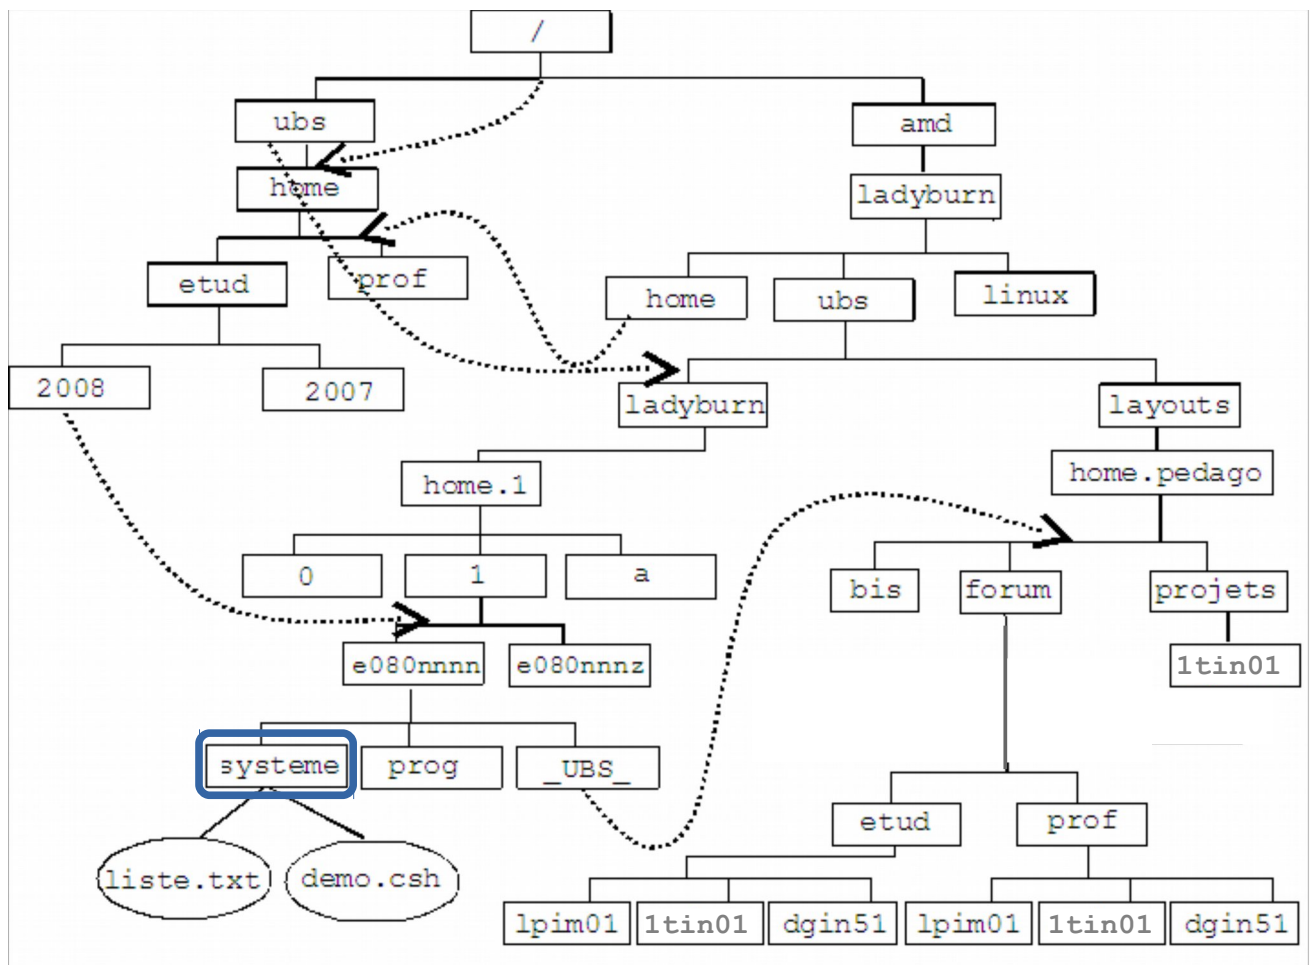 /
ubs
amd
home
ladyburn
etud
prof
home
ubs
linux
2008
2007
ladyburn
layouts
home.1
home.pedago
0
1
a
bis
forum
projets
e080nnnn
e080nnnz
1tin01
systeme
prog
_UBS_
etud
prof
liste.txt
demo.csh
lpim01
1tin01
dgin51
lpim01
1tin01
dgin51